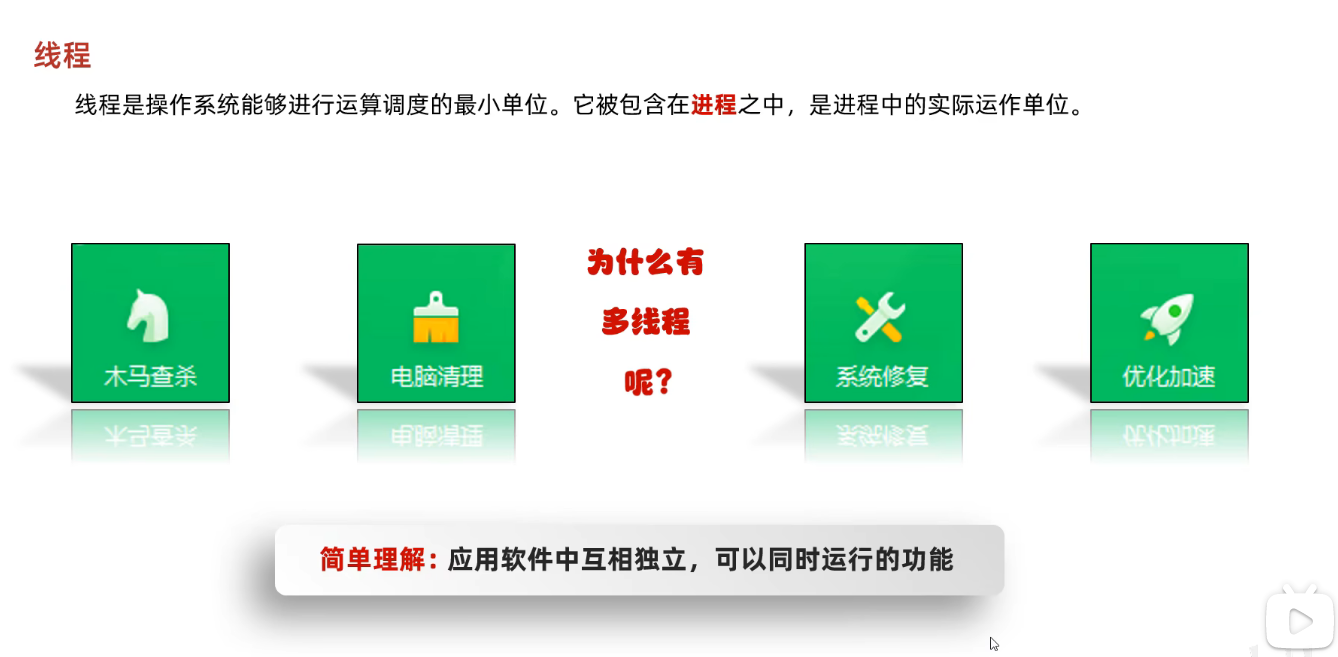 线程
线程是操作系统能够进行运算调度的最小单位。它被包含在进程之中，是进程中的实际运作单位。
木马查杀
电脑清理
为什么有
多线程
呢？
系统修复
优化加速
简单理解：应用软件中互相独立，可以同时运行的功能